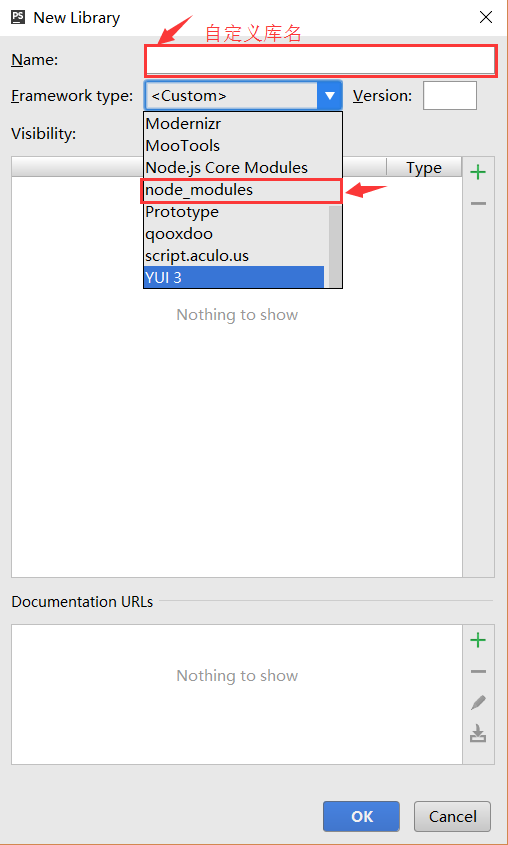 PS New Library
自定义库名
Name:
Framework type: <Custom> Version:
Modernizr
Visibility:
MooTools
Node.js Core Modules Type
node_modules
Prototype
qooxdoo
script.aculo.us
YUI 3
Nothing to show
Documentation URLs
Nothing to show
OK Cancel